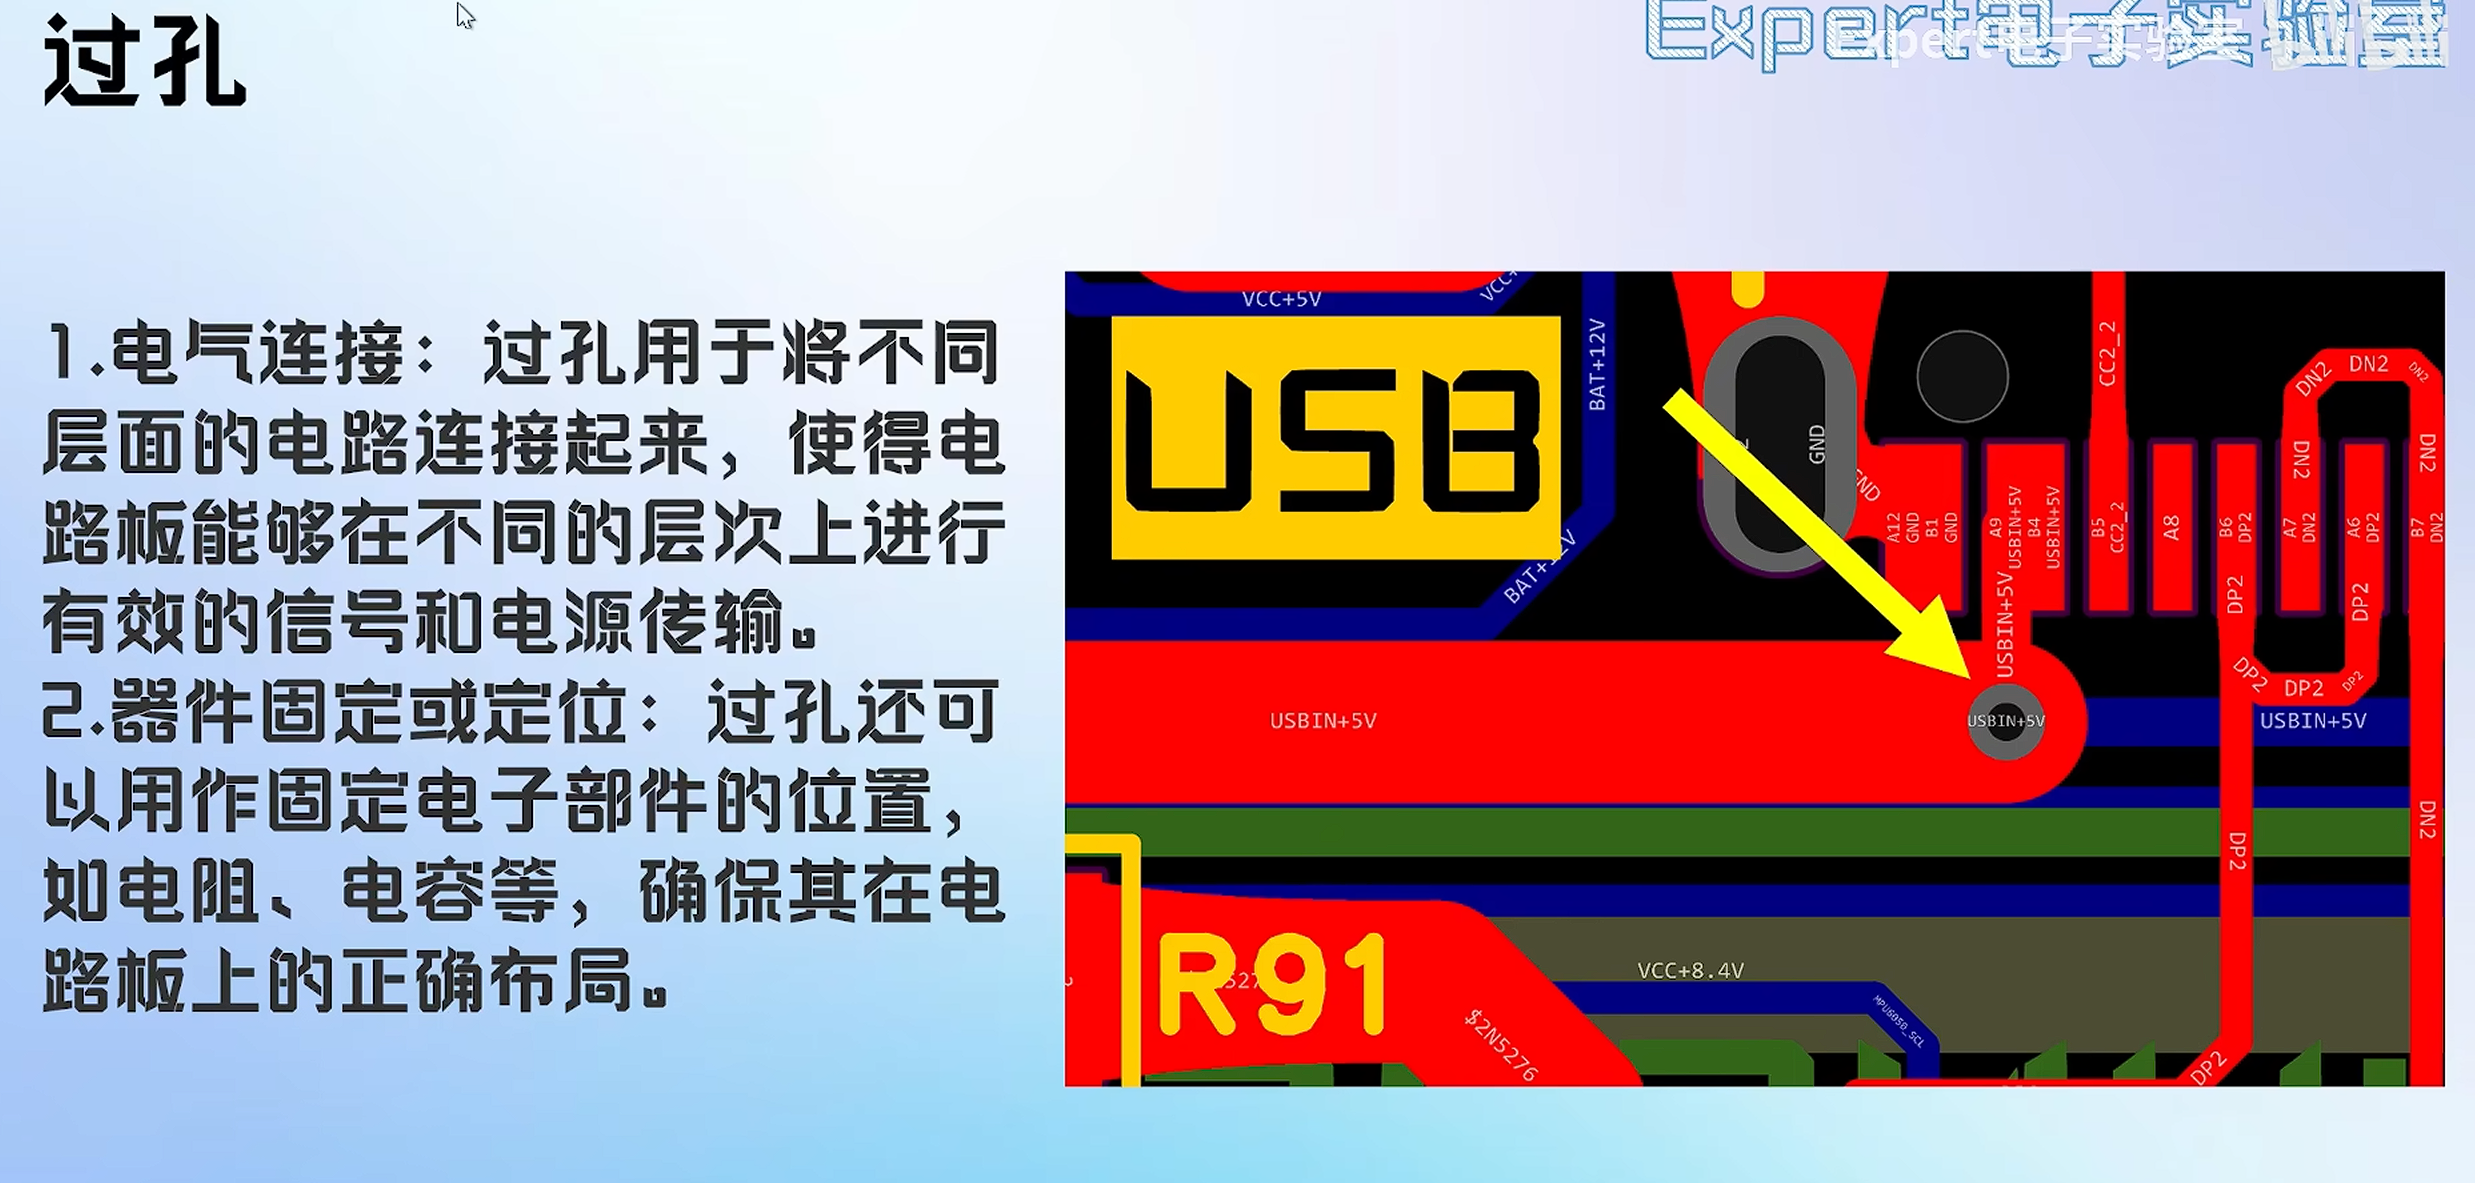 过孔
Expert电子实验室
1.电气连接：过孔用于将不同
层面的电路连接起来，使得电
路板能够在不同的层次上进行
有效的信号和电源传输。
2.器件固定或定位：过孔还可
以用作固定电子部件的位置，
如电阻、电容等，确保其在电
路板上的正确布局。
VCC+5V
USB
BAT+12V
BAT+12V
GND
GND
CC2_2
DN2
DN2
DN2
DN2
DN2
A12
GND
B1
GND
A9
USBIN+5V
B4
USBIN+5V
B5
CC2_2
A8
B6
DP2
A7
DN2
A6
DP2
B7
DN2
USBIN+5V
DP2
DP2
DP2
DP2
DP2
USBIN+5V
USBIN+5V
USBIN+5V
DP2
DN2
R91
VCC+8.4V
$2N5276
MPU6050_SCL
DP2